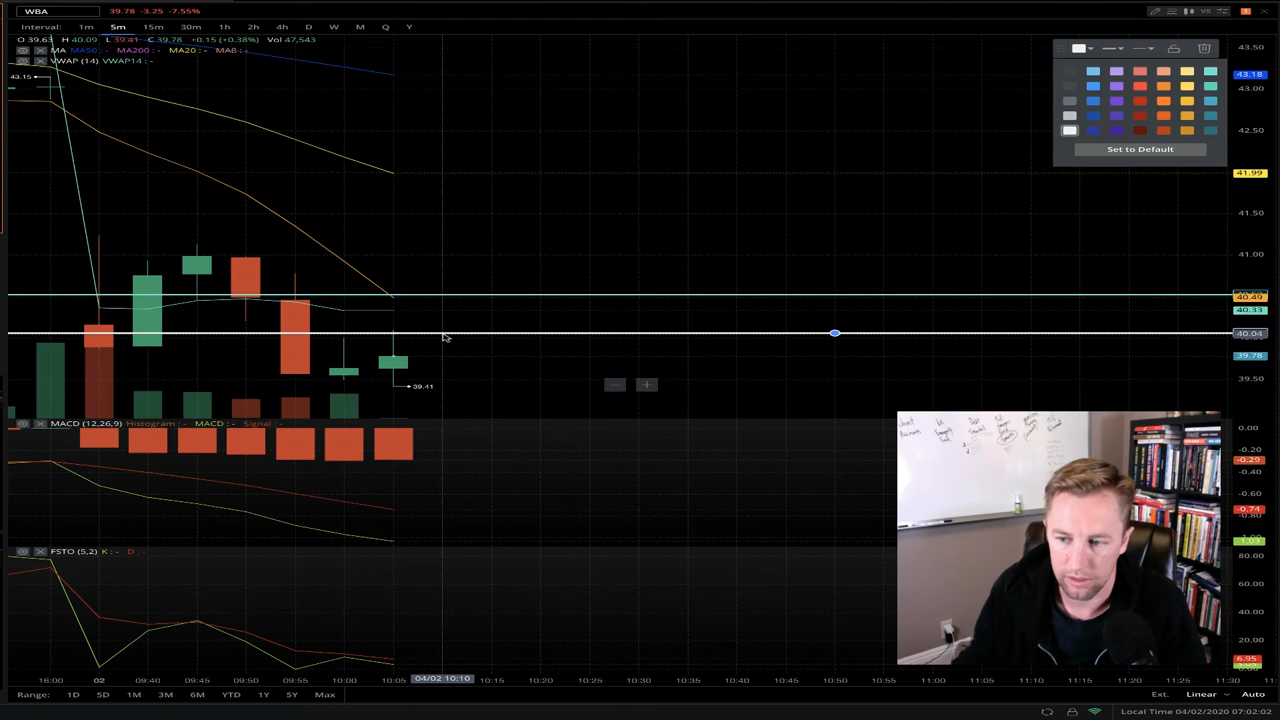 WBA 39.78 -3.25 -7.55% V5 1
Interval: 1m 5m 15m 30m 1h 2h 4h D W M Q Y
O 39.63 H 40.09 L 39.41 C 39.78 +0.15 (+0.38%) Vol 47,543
MA MA50 : - MA200 : - MA20 : - MA8 : -
VWAP (14) VWAP14 : -
43.15
Set to Default
43.50
43.18
43.00
42.50
41.99
41.50
41.00
40.49
40.33
40.04
39.78
39.50
39.41
MACD (12,26,9) Histogram : - MACD : - Signal : -
0.00
-0.20
-0.29
-0.40
-0.60
-0.74
-0.80
-1.03
FSTO (5,2) K : - D : -
80.00
60.00
40.00
20.00
6.95
16:00 02 09:40 09:45 09:50 09:55 10:00 10:05 04/02 10:10 10:15 10:20 10:25 10:30 10:35 10:40 10:45 10:50 10:55 11:00 11:05 11:10 11:15 11:20 11:25 11:30
Range: 1D 5D 1M 3M 6M YTD 1Y 5Y Max Ext. Linear Auto
Local Time 04/02/2020 07:02:02